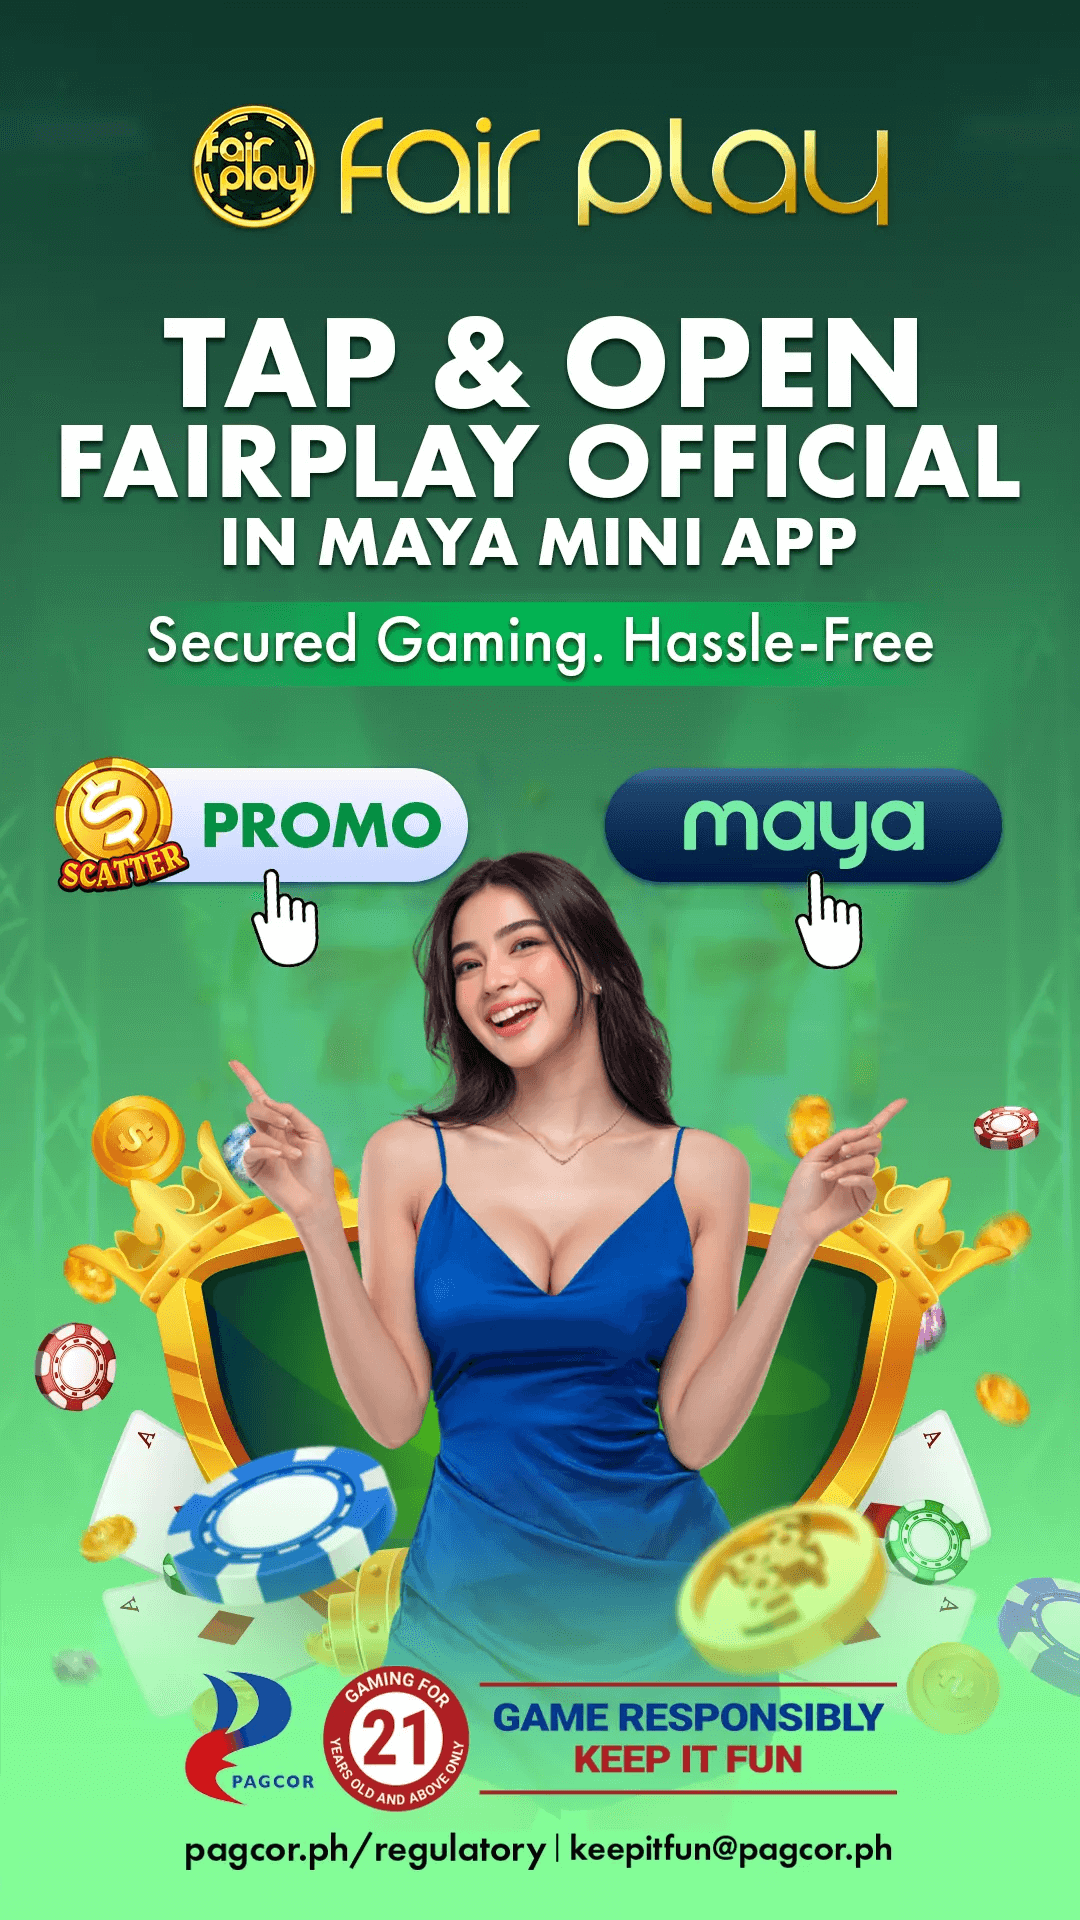 fair play
fair play
TAP & OPEN
FAIRPLAY OFFICIAL
IN MAYA MINI APP
Secured Gaming. Hassle-Free
SCATTER
PROMO
maya
A
A
A
A
PAGCOR
GAMING FOR
21
YEARS OLD AND ABOVE ONLY
GAME RESPONSIBLY
KEEP IT FUN
pagcor.ph/regulatory | keepitfun@pagcor.ph